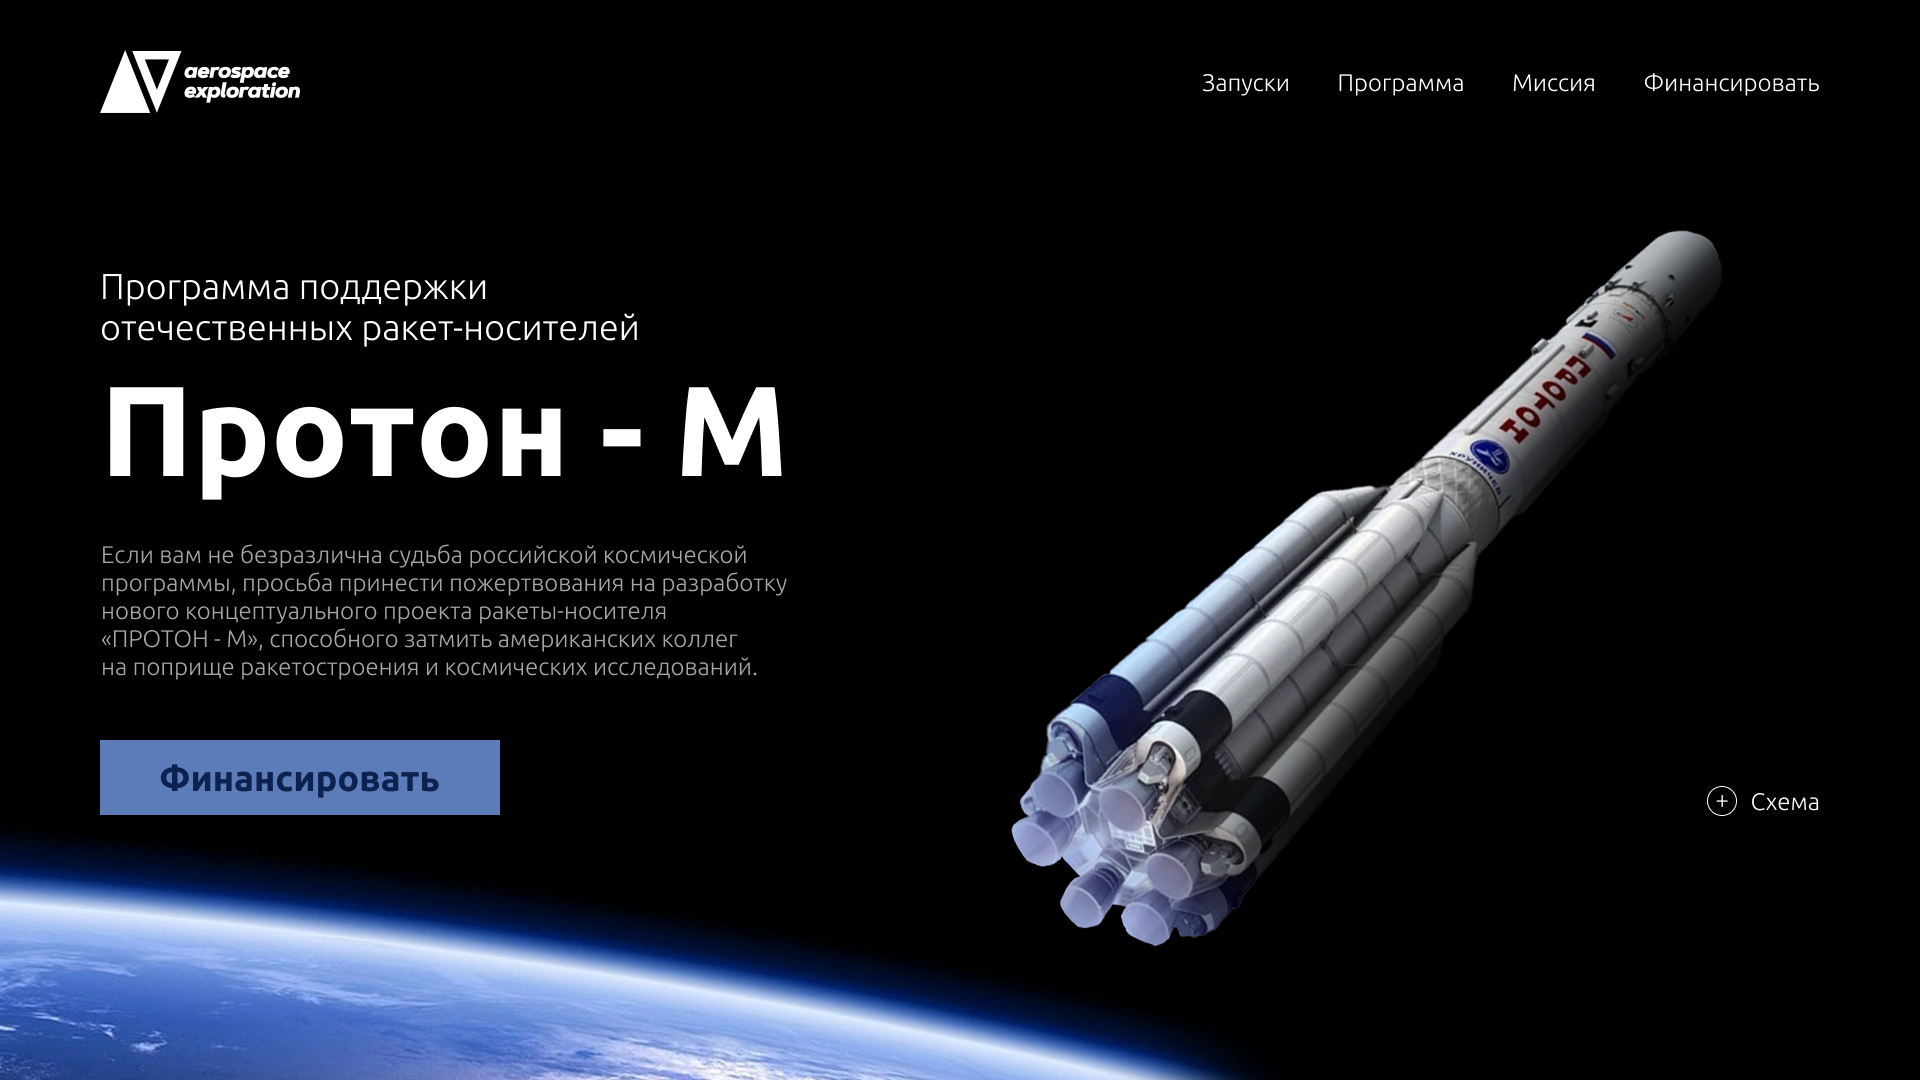 aerospace
exploration
Запуски Программа Миссия Финансировать
Программа поддержки
отечественных ракет-носителей
Протон - М
Если вам не безразлична судьба российской космической
программы, просьба принести пожертвования на разработку
нового концептуального проекта ракеты-носителя
«ПРОТОН - М», способного затмить американских коллег
на поприще ракетостроения и космических исследований.
Финансировать
ПРОТОН
ХРУНИЧЕВ
+ Схема